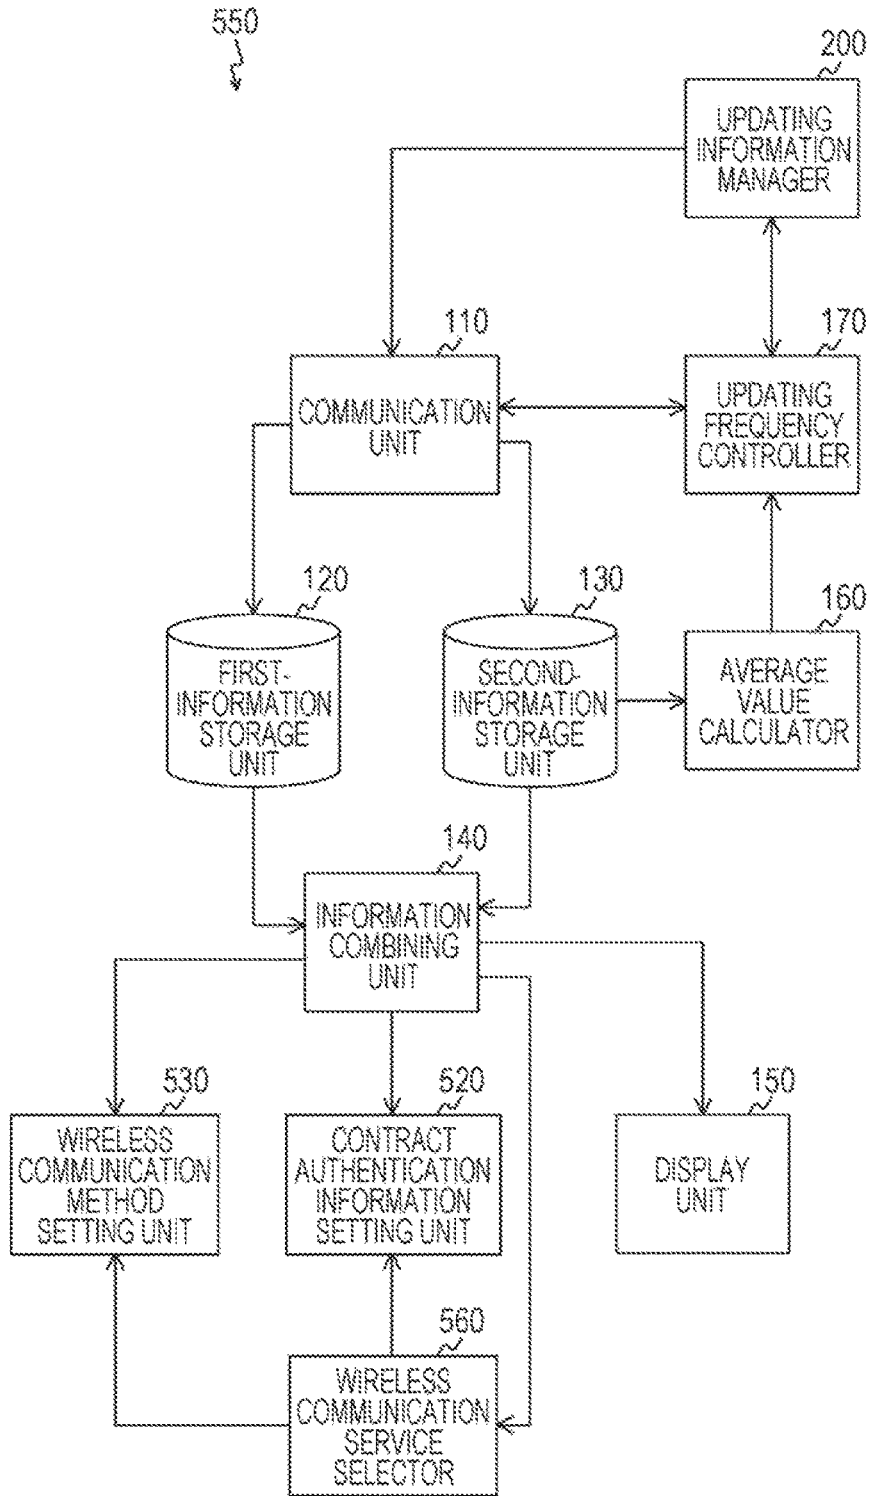 550
200
UPDATING
INFORMATION
MANAGER
110
COMMUNICATION
UNIT
170
UPDATING
FREQUENCY
CONTROLLER
120
FIRST-
INFORMATION
STORAGE
UNIT
130
SECOND-
INFORMATION
STORAGE
UNIT
160
AVERAGE
VALUE
CALCULATOR
140
INFORMATION
COMBINING
UNIT
530
WIRELESS
COMMUNICATION
METHOD
SETTING UNIT
520
CONTRACT
AUTHENTICATION
INFORMATION
SETTING UNIT
150
DISPLAY
UNIT
560
WIRELESS
COMMUNICATION
SERVICE
SELECTOR